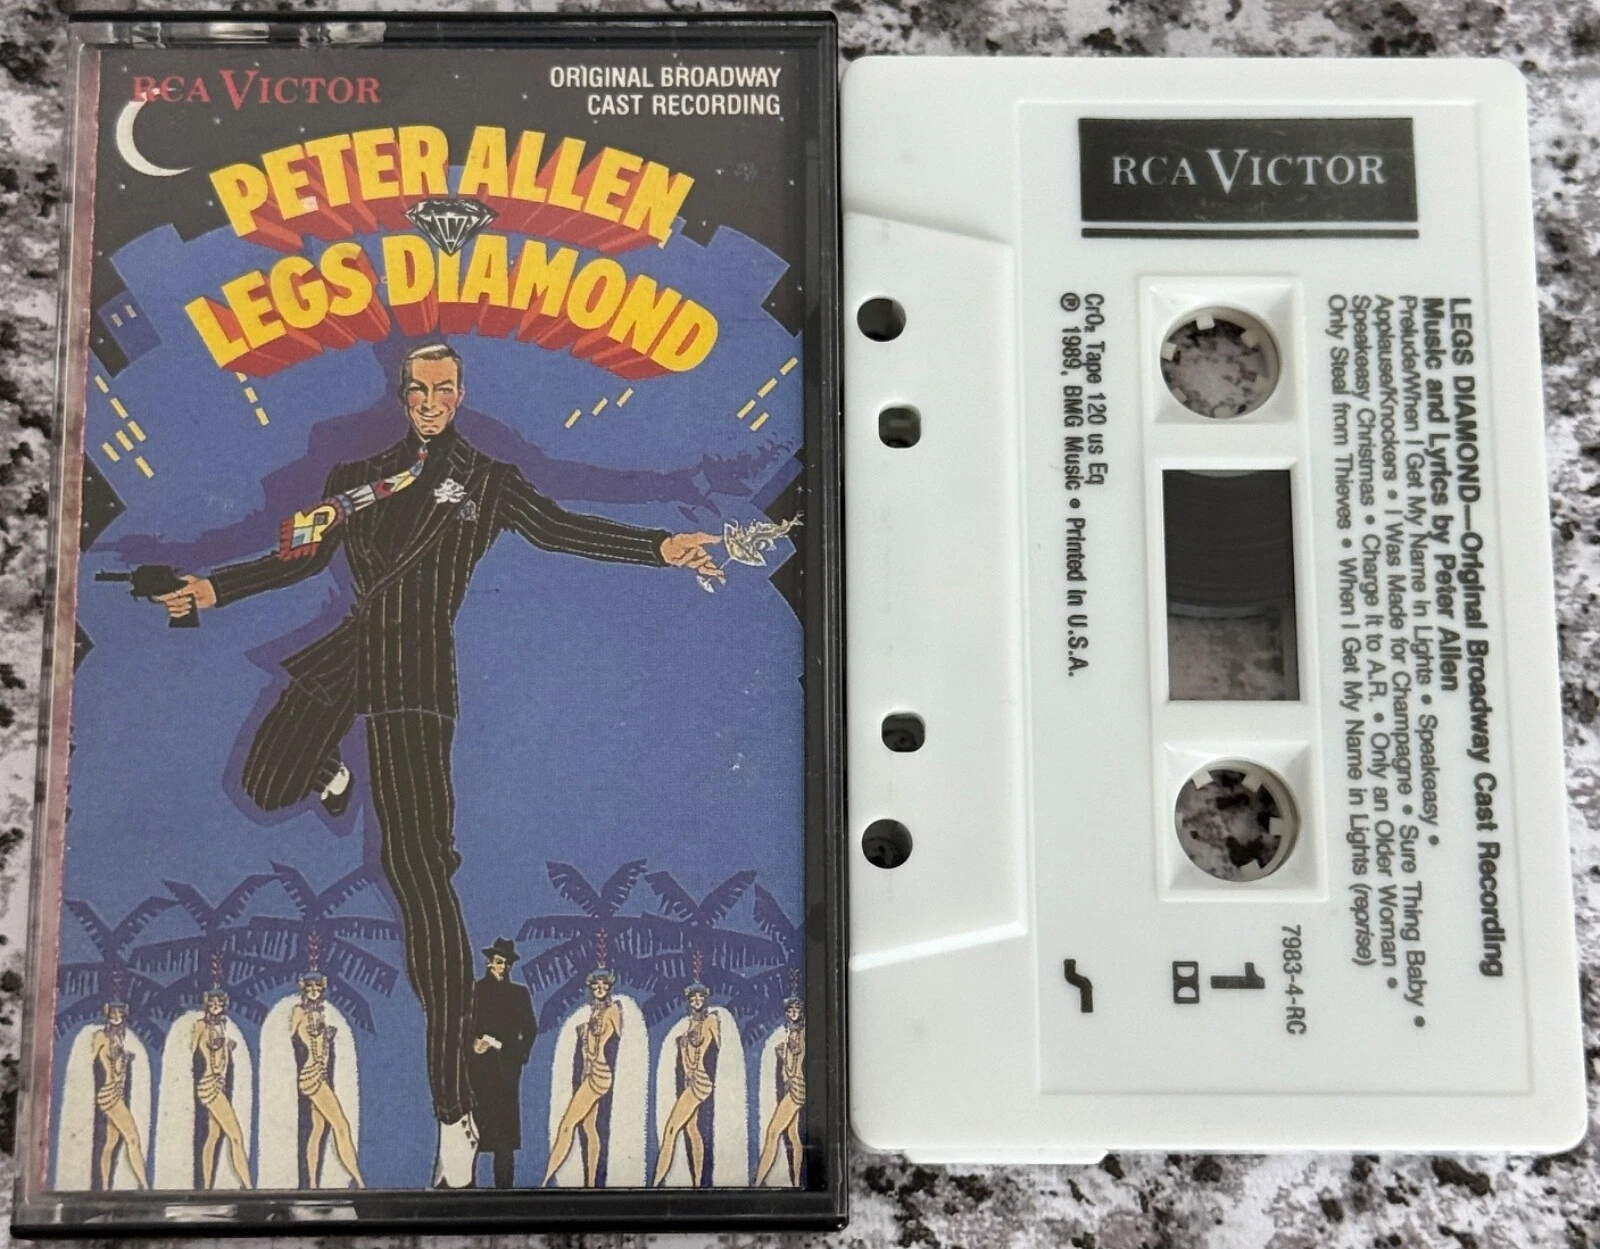 RCA VICTOR
ORIGINAL BROADWAY
CAST RECORDING
PETER ALLEN
LEGS DIAMOND
RCA VICTOR
LEGS DIAMOND—Original Broadway Cast Recording
Music and Lyrics by Peter Allen
Prelude/When I Get My Name In Lights • Speakeasy •
Applause/Knockers • I Was Made for Champagne • Sure Thing Baby •
Speakeasy Christmas • Charge It to A.R. • Only an Older Woman •
Only Steal from Thieves • When I Get My Name in Lights (reprise)
7983-4-RC
1
CrO₂ Tape 120 us Eq
℗ 1989, BMG Music • Printed in U.S.A.